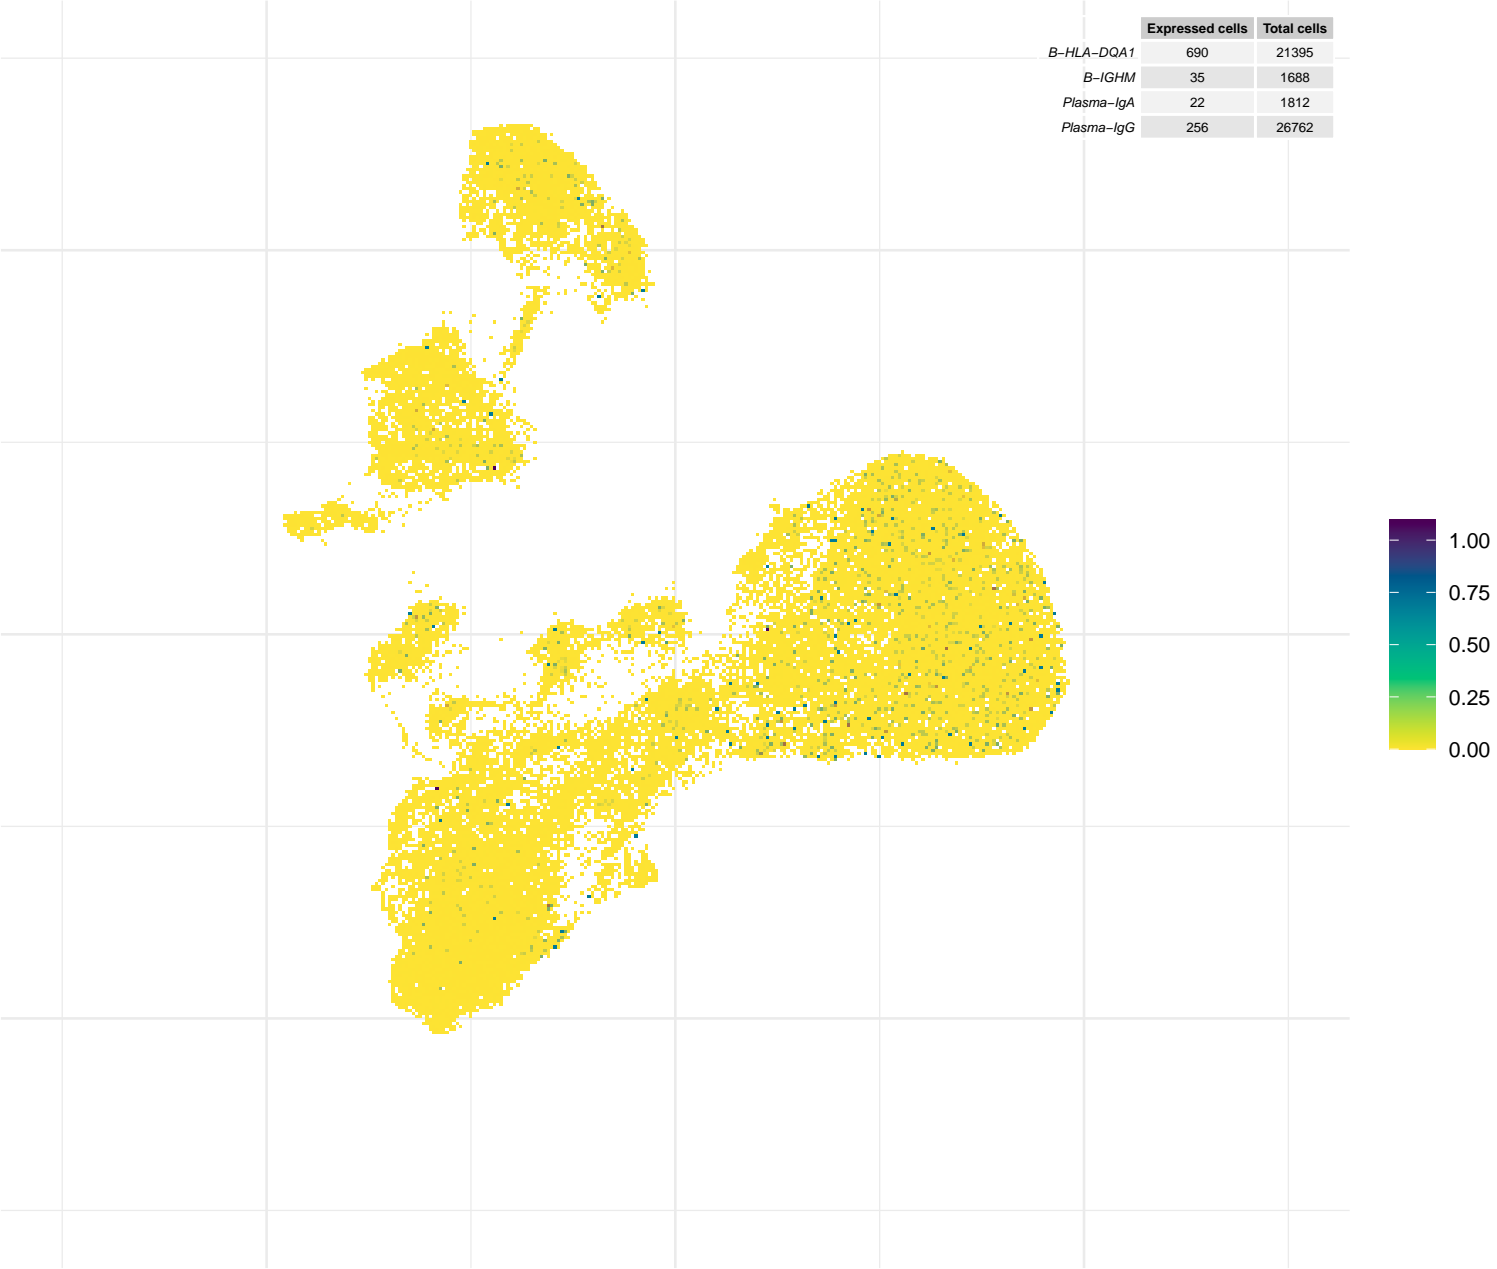 Expressed cells Total cells
B−HLA−DQA1 690 21395
B−IGHM 35 1688
Plasma−IgA 22 1812
Plasma−IgG 256 26762
1.00
0.75
0.50
0.25
0.00